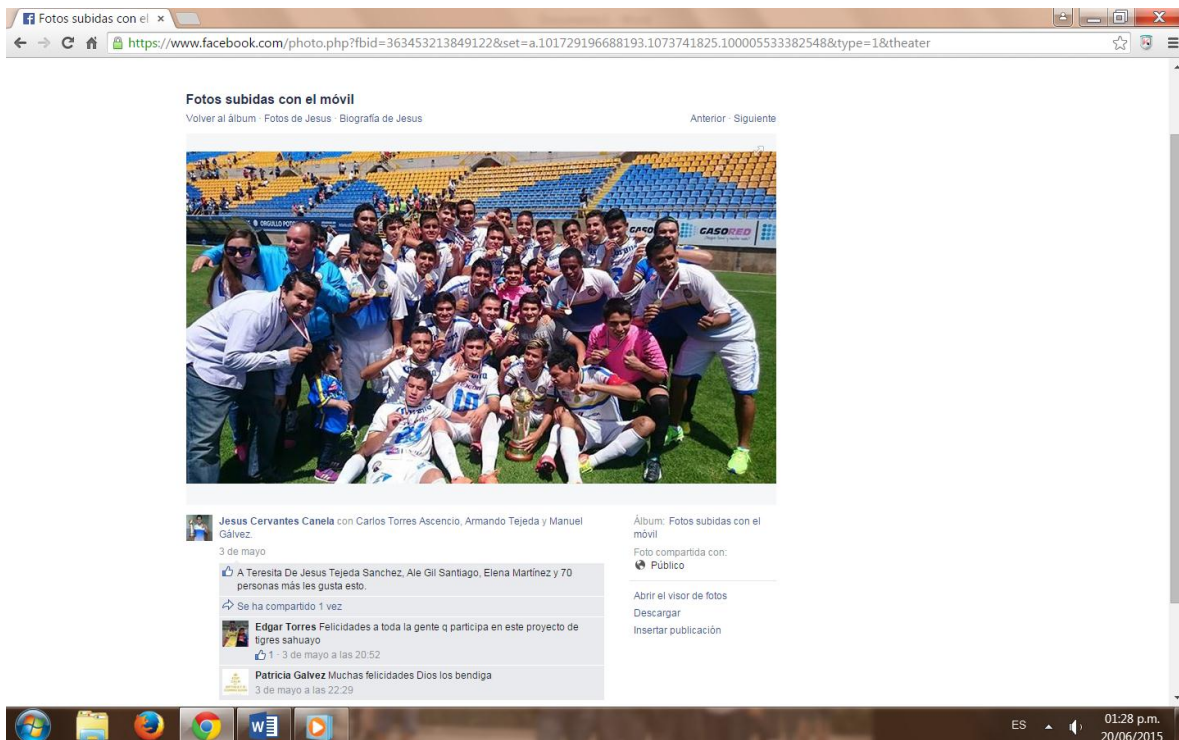 Fotos subidas con el
https://www.facebook.com/photo.php?fbid=363453213849122&set=a.101729196688193.1073741825.100005533382548&type=1&theater
Fotos subidas con el móvil
Volver al álbum · Fotos de Jesus · Biografía de Jesus
Anterior · Siguiente
ORGULLO
GASORED
10
Jesus Cervantes Canela con Carlos Torres Ascencio, Armando Tejeda y Manuel
Gálvez.
3 de mayo
A Teresita De Jesus Tejeda Sanchez, Ale Gil Santiago, Elena Martínez y 70
personas más les gusta esto.
Se ha compartido 1 vez
Edgar Torres Felicidades a toda la gente q participa en este proyecto de
tigres sahuayo
1 · 3 de mayo a las 20:52
Patricia Galvez Muchas felicidades Dios los bendiga
3 de mayo a las 22:29
Álbum: Fotos subidas con el
móvil
Foto compartida con:
Público
Abrir el visor de fotos
Descargar
Insertar publicación
ES
01:28 p.m.
20/06/2015